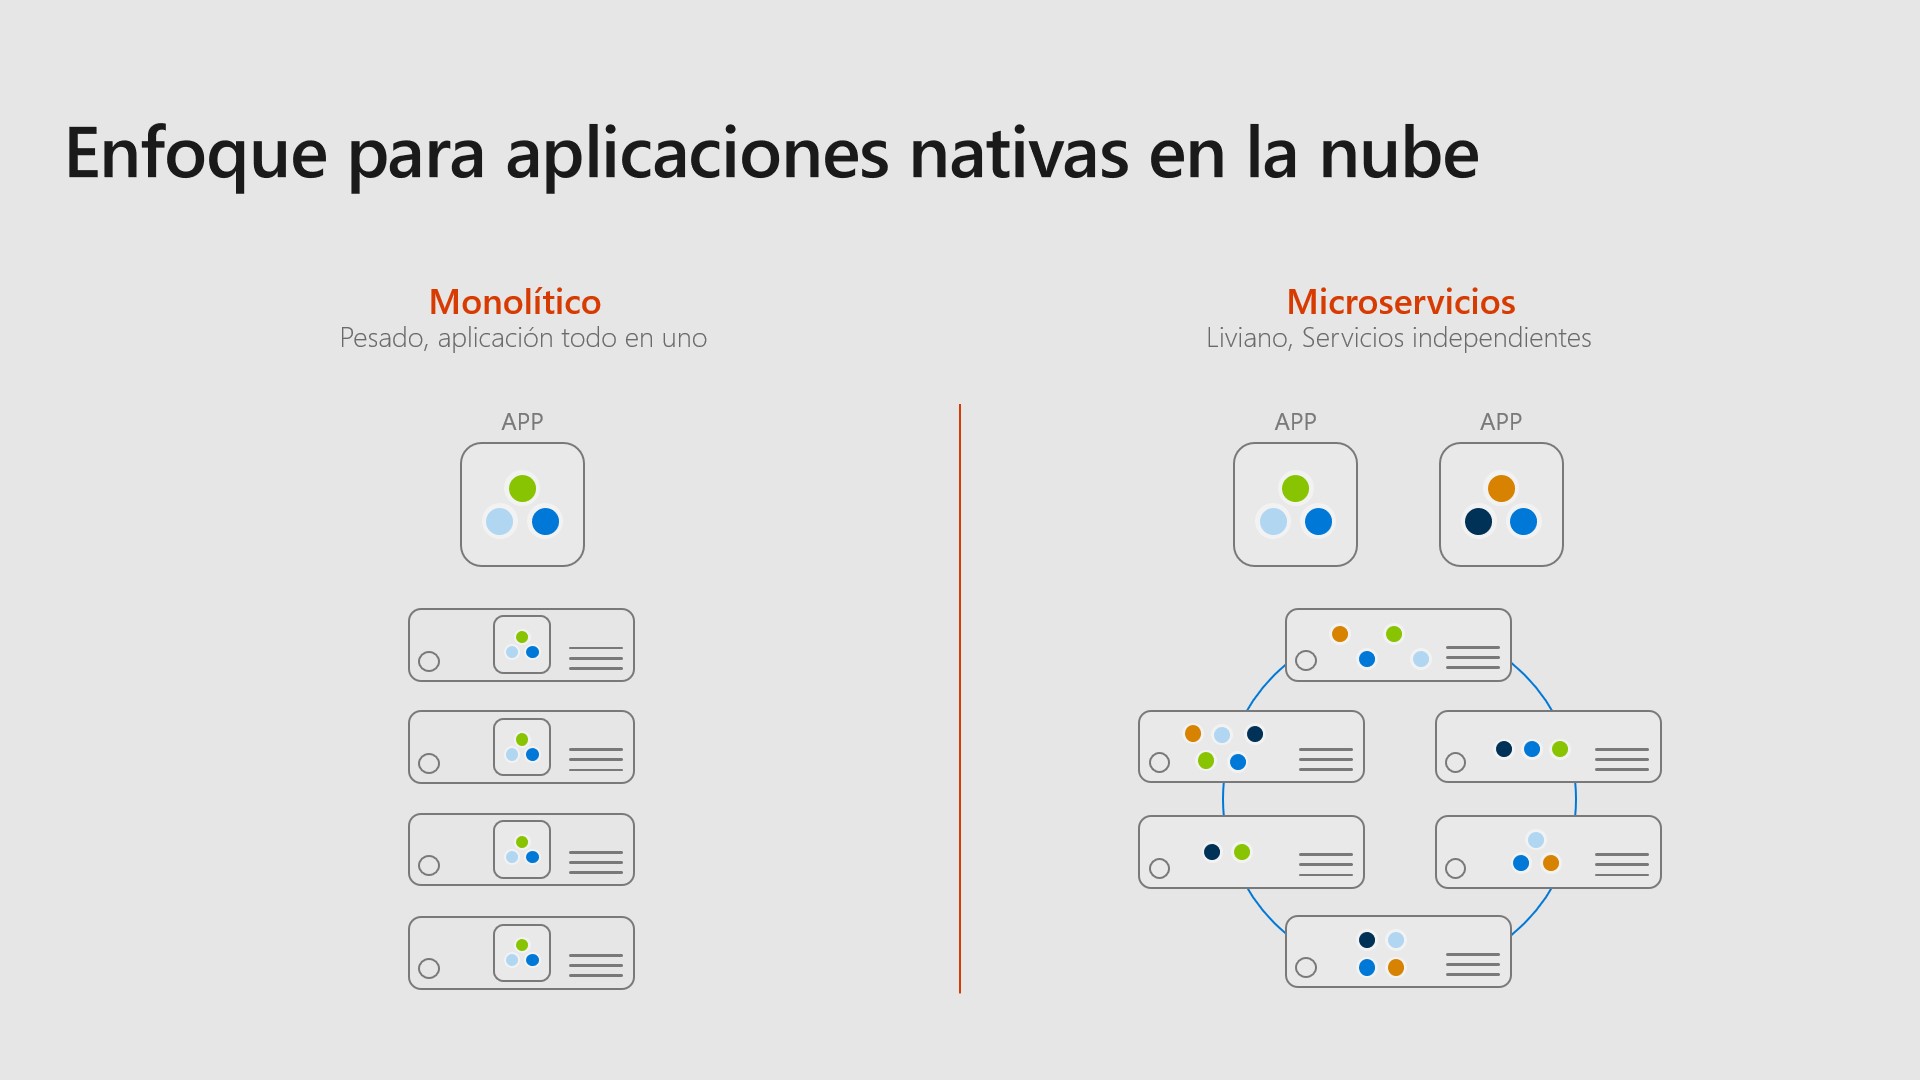 Enfoque para aplicaciones nativas en la nube
Monolítico
Pesado, aplicación todo en uno
APP
Microservicios
Liviano, Servicios independientes
APP
APP